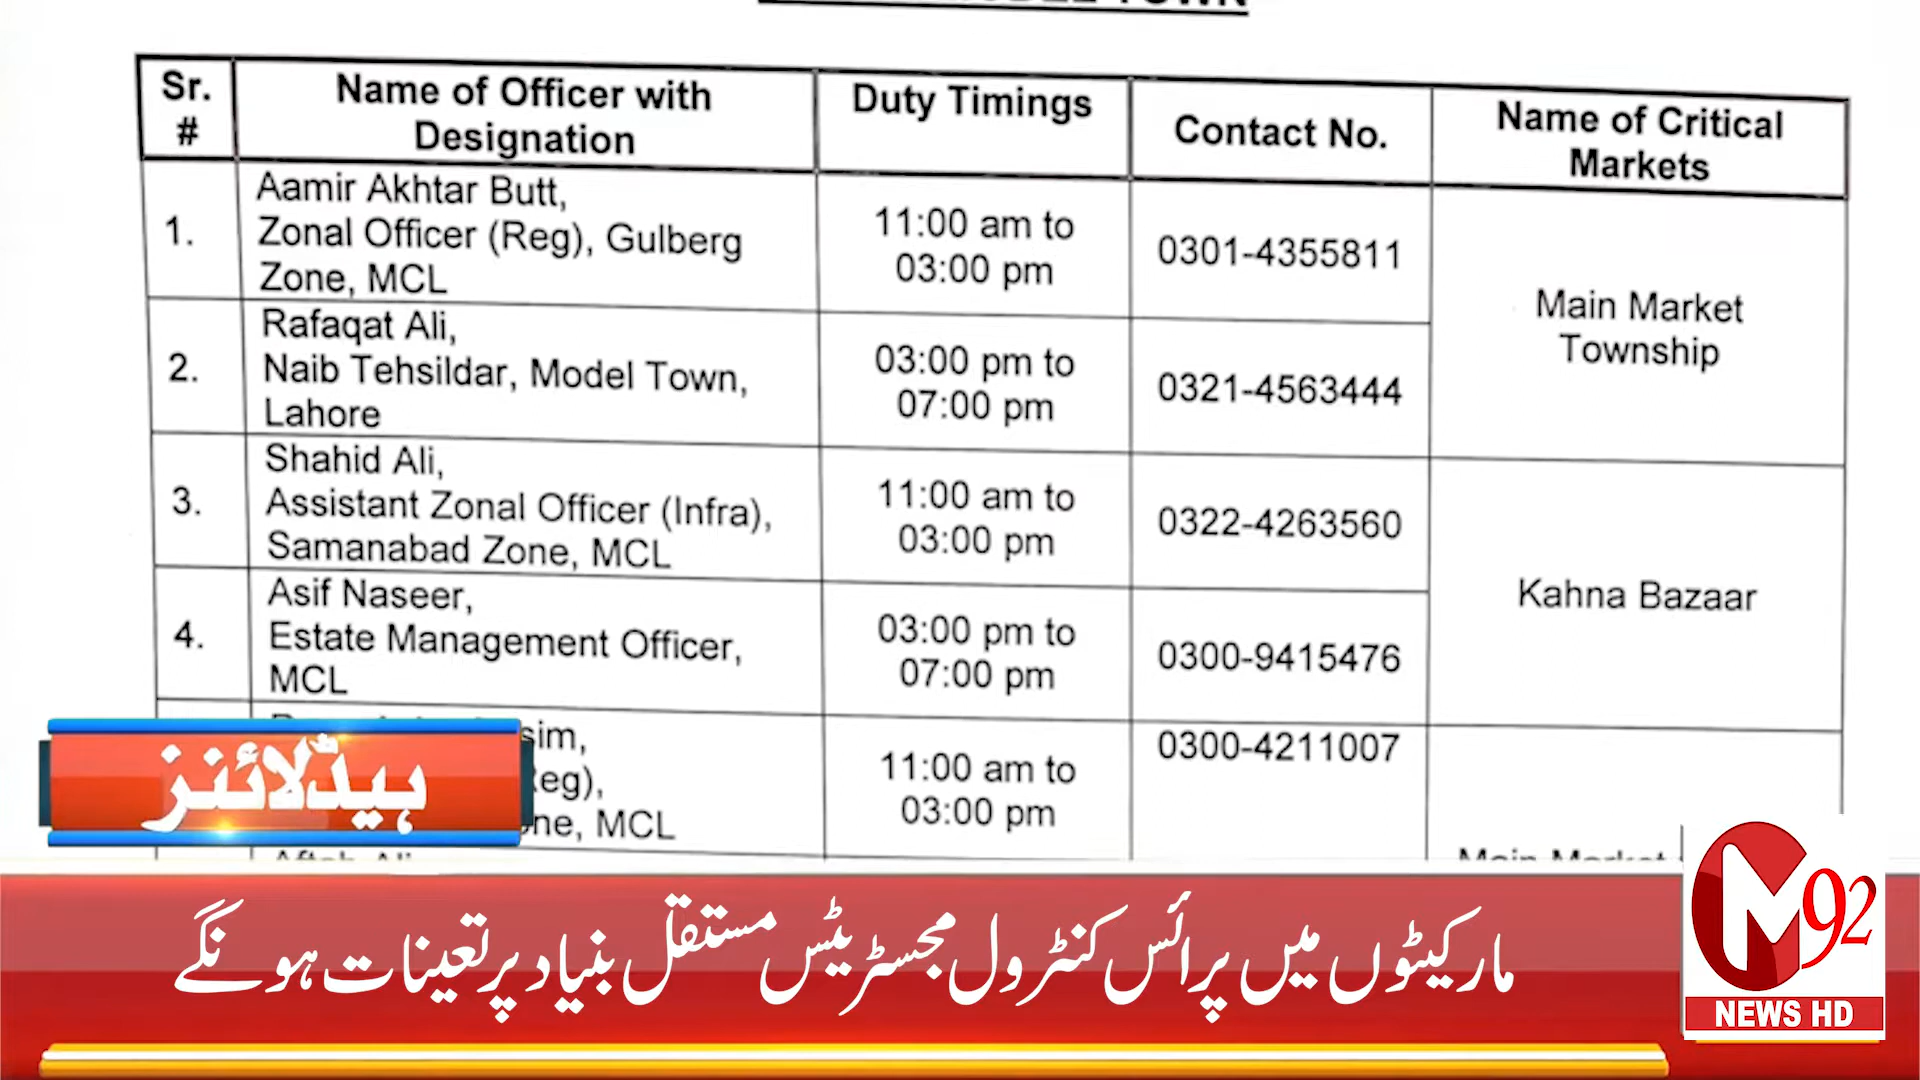 MODEL TOWN
Sr.
#
Name of Officer with
Designation
Duty Timings
Contact No.
Name of Critical
Markets
1.
Aamir Akhtar Butt,
Zonal Officer (Reg), Gulberg
Zone, MCL
11:00 am to
03:00 pm
0301-4355811
Main Market
Township
2.
Rafaqat Ali,
Naib Tehsildar, Model Town,
Lahore
03:00 pm to
07:00 pm
0321-4563444
3.
Shahid Ali,
Assistant Zonal Officer (Infra),
Samanabad Zone, MCL
11:00 am to
03:00 pm
0322-4263560
Kahna Bazaar
4.
Asif Naseer,
Estate Management Officer,
MCL
03:00 pm to
07:00 pm
0300-9415476
MCL
11:00 am to
03:00 pm
0300-4211007
Main Market
ہیڈلائنز
مارکیٹوں میں پرائس کنٹرول مجسٹریٹس مستقل بنیاد پر تعینات ہونگے
M92
NEWS HD